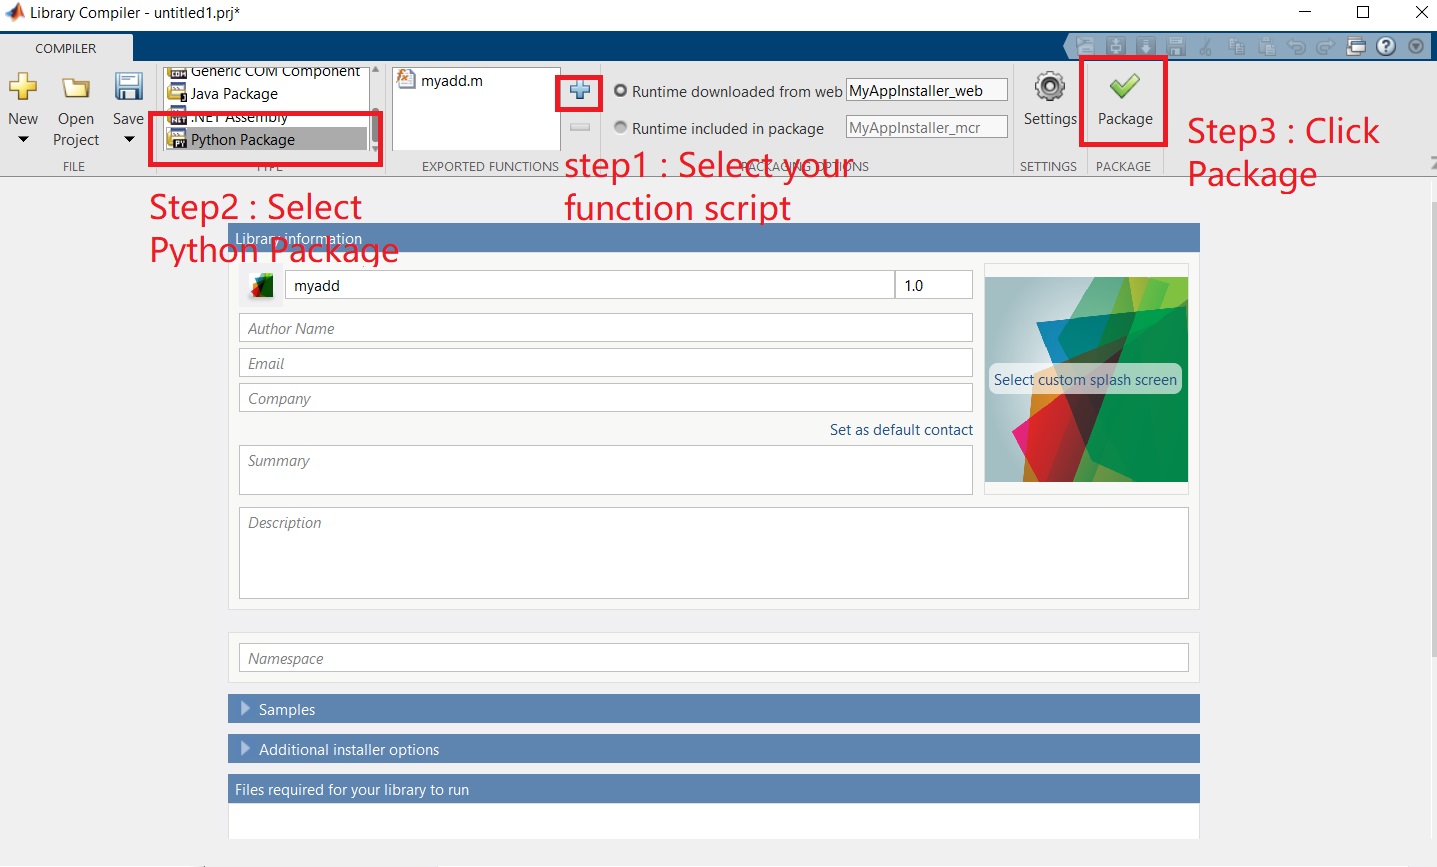 Library Compiler - untitled1.prj*
COMPILER
New
Open Project
Save
FILE
Generic COM Component
Java Package
.NET Assembly
Python Package
TYPE
myadd.m
EXPORTED FUNCTIONS
Runtime downloaded from web
MyAppInstaller_web
Runtime included in package
MyAppInstaller_mcr
PACKAGING OPTIONS
Settings
SETTINGS
Package
PACKAGE
step1 : Select your
function script
Step2 : Select
Python Package
Step3 : Click
Package
Library information
myadd
1.0
Author Name
Email
Company
Set as default contact
Summary
Description
Select custom splash screen
Namespace
Samples
Additional installer options
Files required for your library to run